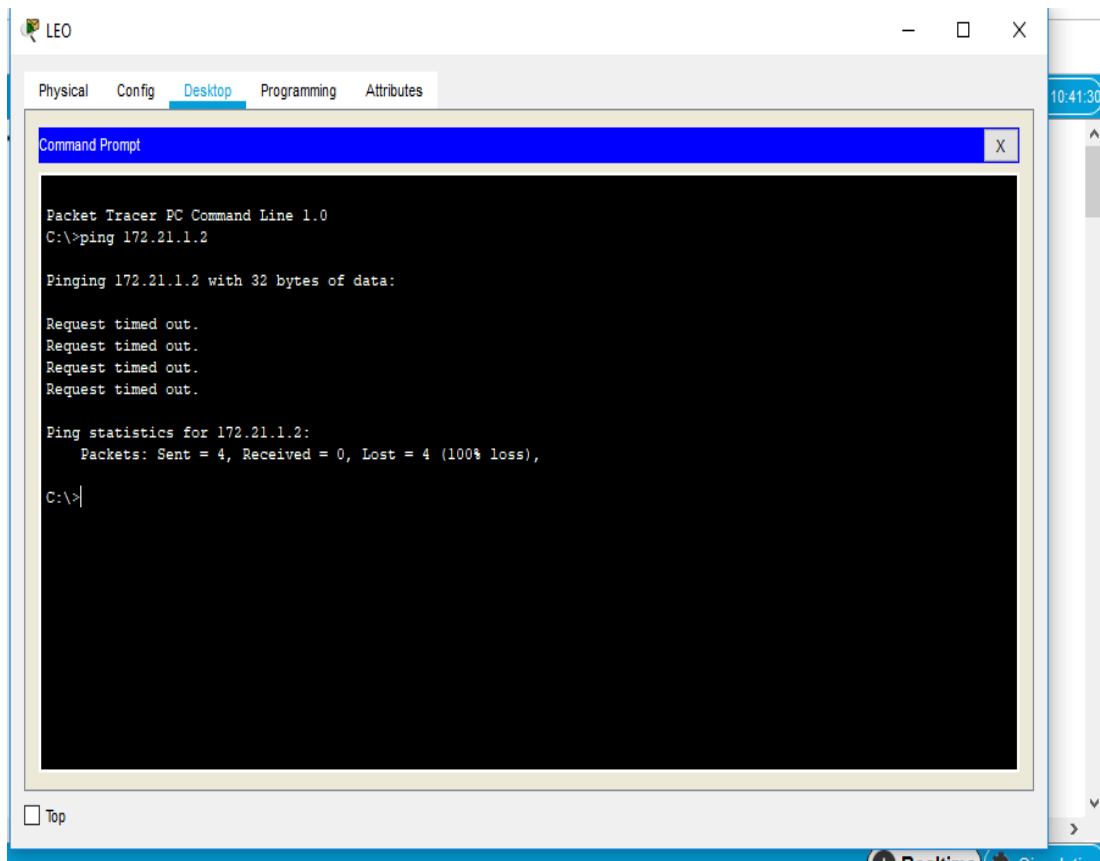 LEO
Physical Config Desktop Programming Attributes
10:41:30
Command Prompt
X
Packet Tracer PC Command Line 1.0
C:\>ping 172.21.1.2
Pinging 172.21.1.2 with 32 bytes of data:
Request timed out.
Request timed out.
Request timed out.
Request timed out.
Ping statistics for 172.21.1.2:
Packets: Sent = 4, Received = 0, Lost = 4 (100% loss),
C:\>
Top